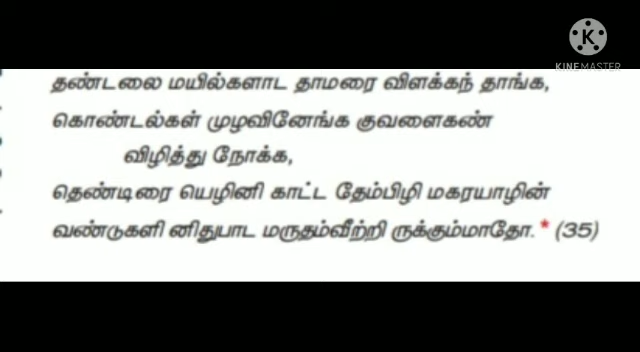 K
KINEMASTER
தண்டலை மயில்களாட தாமரை விளக்கந் தாங்க,
கொண்டல்கள் முழவினேங்க குவளைகண்
விழித்து நோக்க,
தெண்டிரை யெழினி காட்ட தேம்பிழி மகரயாழின்
வண்டுகளி னிதுபாட மருதம்வீற்றி ருக்கும்மாதோ.* (35)